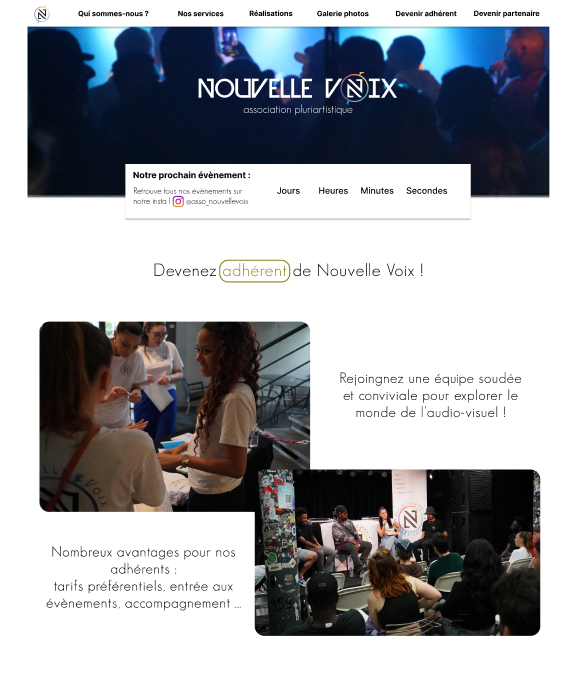 Qui sommes-nous ? Nos services Réalisations Galerie photos Devenir adhérent Devenir partenaire
NOUVELLE VOIX
association pluriartistique
Notre prochain évènement :
Retrouve tous nos évènements sur
notre insta ! @asso_nouvellevoix
Jours Heures Minutes Secondes
Devenez adhérent de Nouvelle Voix !
Rejoingnez une équipe soudée
et conviviale pour explorer le
monde de l'audio-visuel !
Nombreux avantages pour nos
adhérents :
tarifs préférentiels, entrée aux
évènements, accompagnement ...